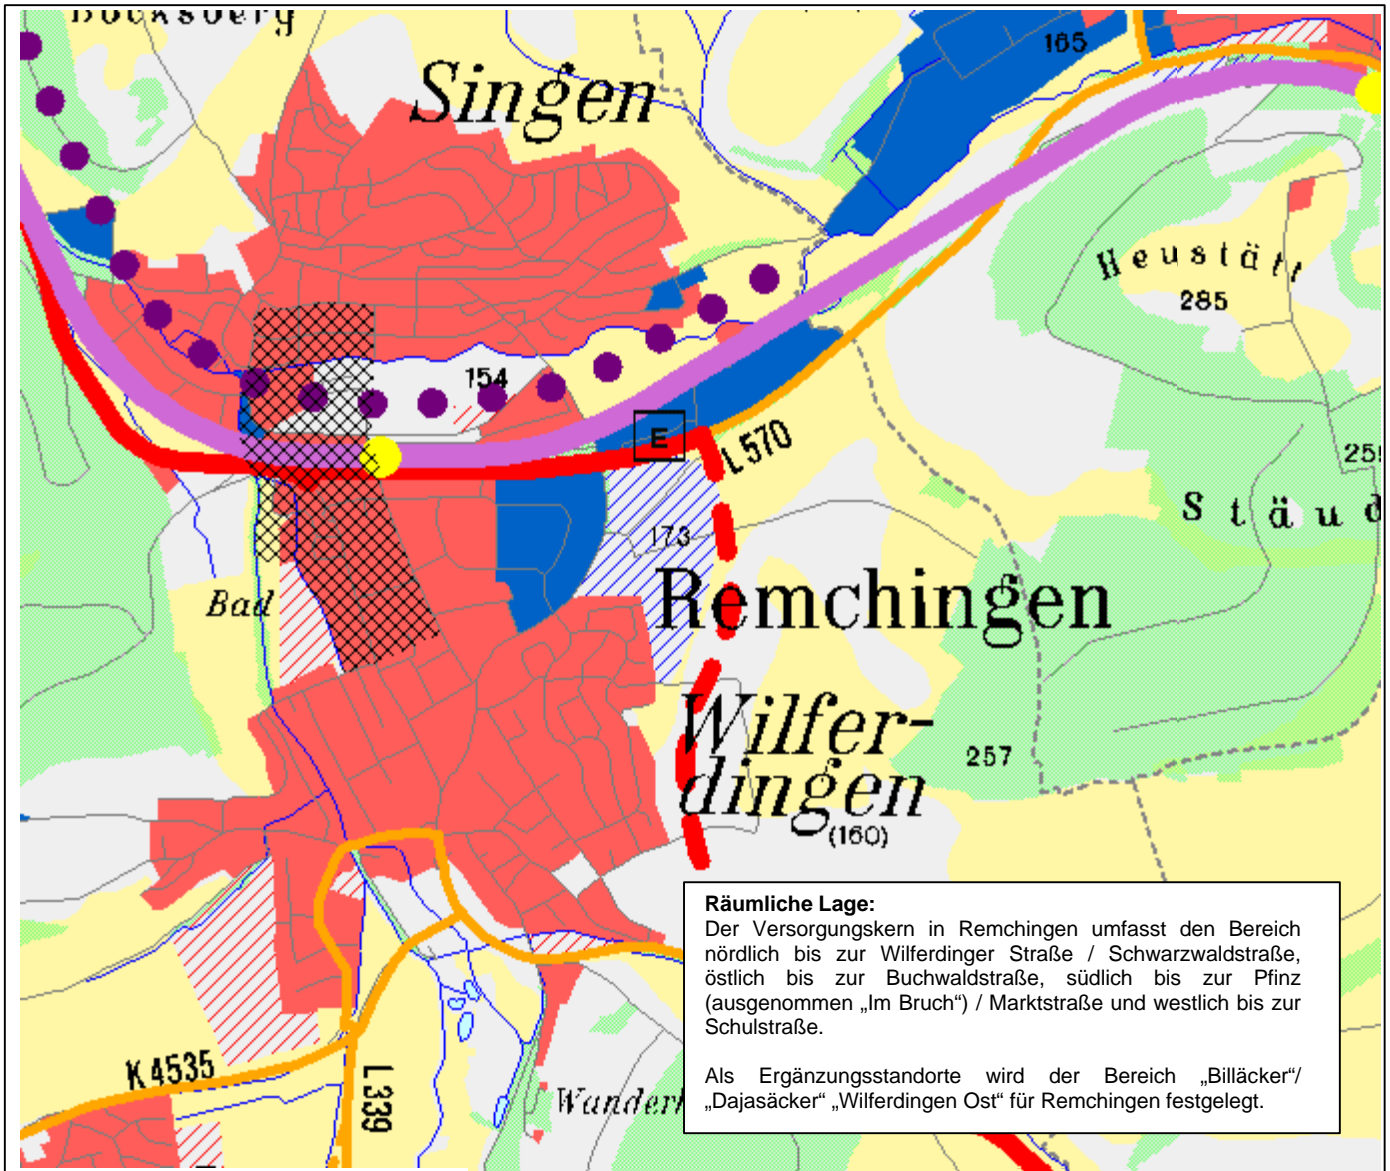 Bocksberg
165
Singen
Heustätt
285
154
E
L 570
Stäud
173
Remchingen
Bad
Wilfer-
dingen
257
(160)
Räumliche Lage:
Der Versorgungskern in Remchingen umfasst den Bereich
nördlich bis zur Wilferdinger Straße / Schwarzwaldstraße,
östlich bis zur Buchwaldstraße, südlich bis zur Pfinz
(ausgenommen „Im Bruch“) / Marktstraße und westlich bis zur
Schulstraße.
Als Ergänzungsstandorte wird der Bereich „Billäcker“/
„Dajasäcker“ „Wilferdingen Ost“ für Remchingen festgelegt.
K 4535
L 339